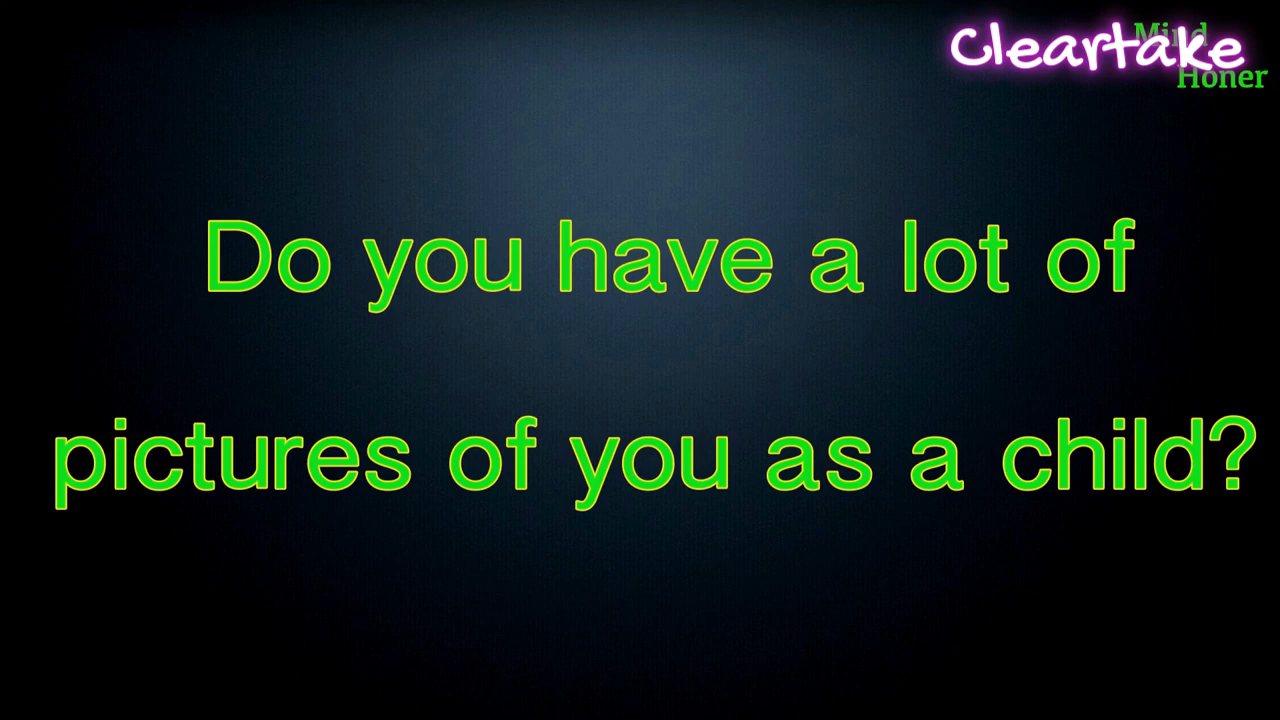 Cleartake
Mind
Honer
Do you have a lot of
pictures of you as a child?